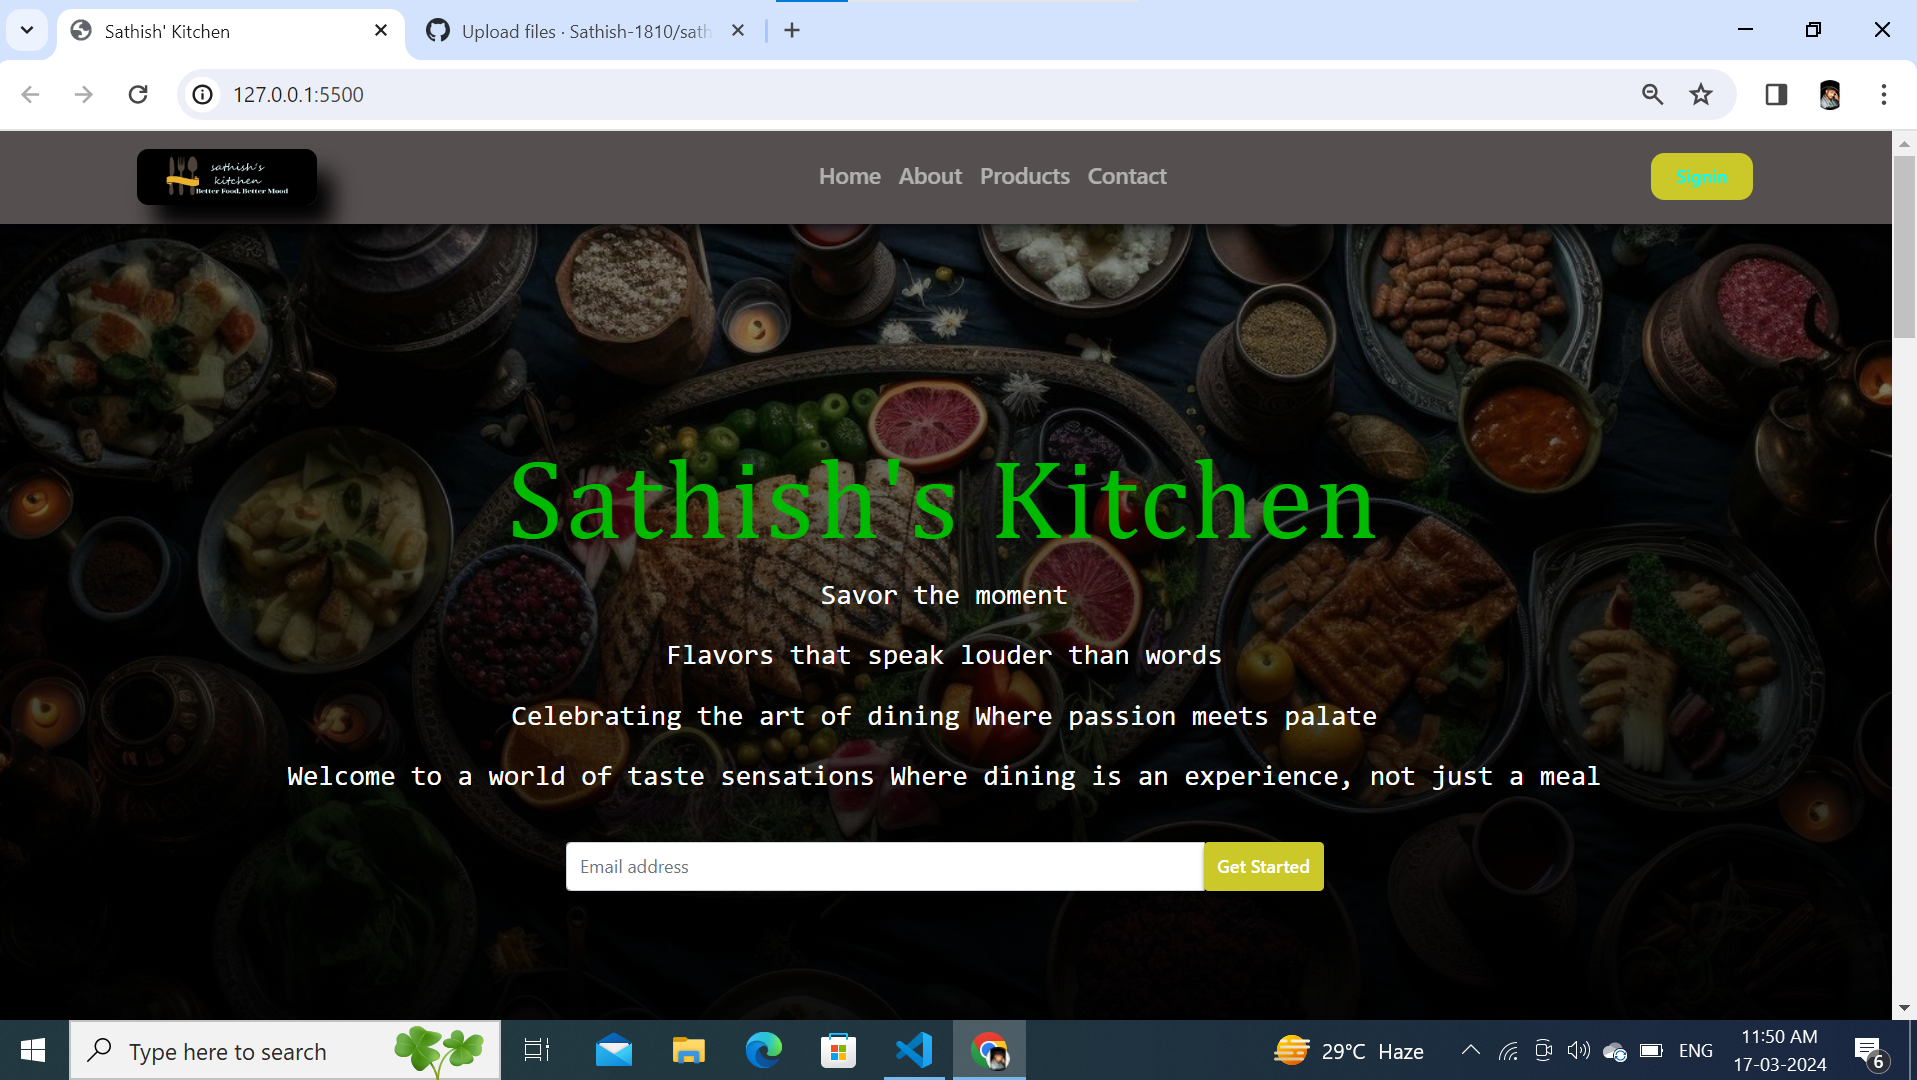 Sathish' Kitchen
Upload files · Sathish-1810/sath
127.0.0.1:5500
sathish's
kitchen
Better Food, Better Mood
Home About Products Contact
Signin
Sathish's Kitchen
Savor the moment
Flavors that speak louder than words
Celebrating the art of dining Where passion meets palate
Welcome to a world of taste sensations Where dining is an experience, not just a meal
Email address
Get Started
Type here to search
29°C Haze
ENG
11:50 AM
17-03-2024
6